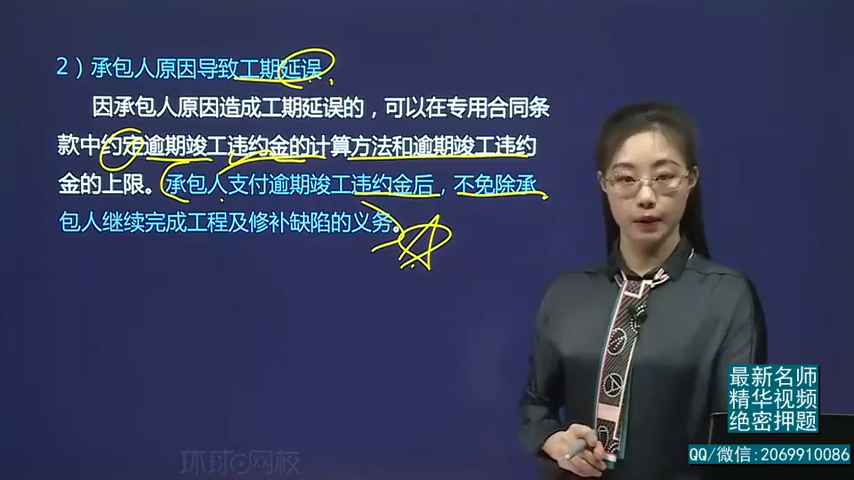 2）承包人原因导致工期延误
因承包人原因造成工期延误的，可以在专用合同条
款中约定逾期竣工违约金的计算方法和逾期竣工违约
金的上限。承包人支付逾期竣工违约金后，不免除承
包人继续完成工程及修补缺陷的义务。
环球网校
最新名师
精华视频
绝密押题
QQ/微信:2069910086